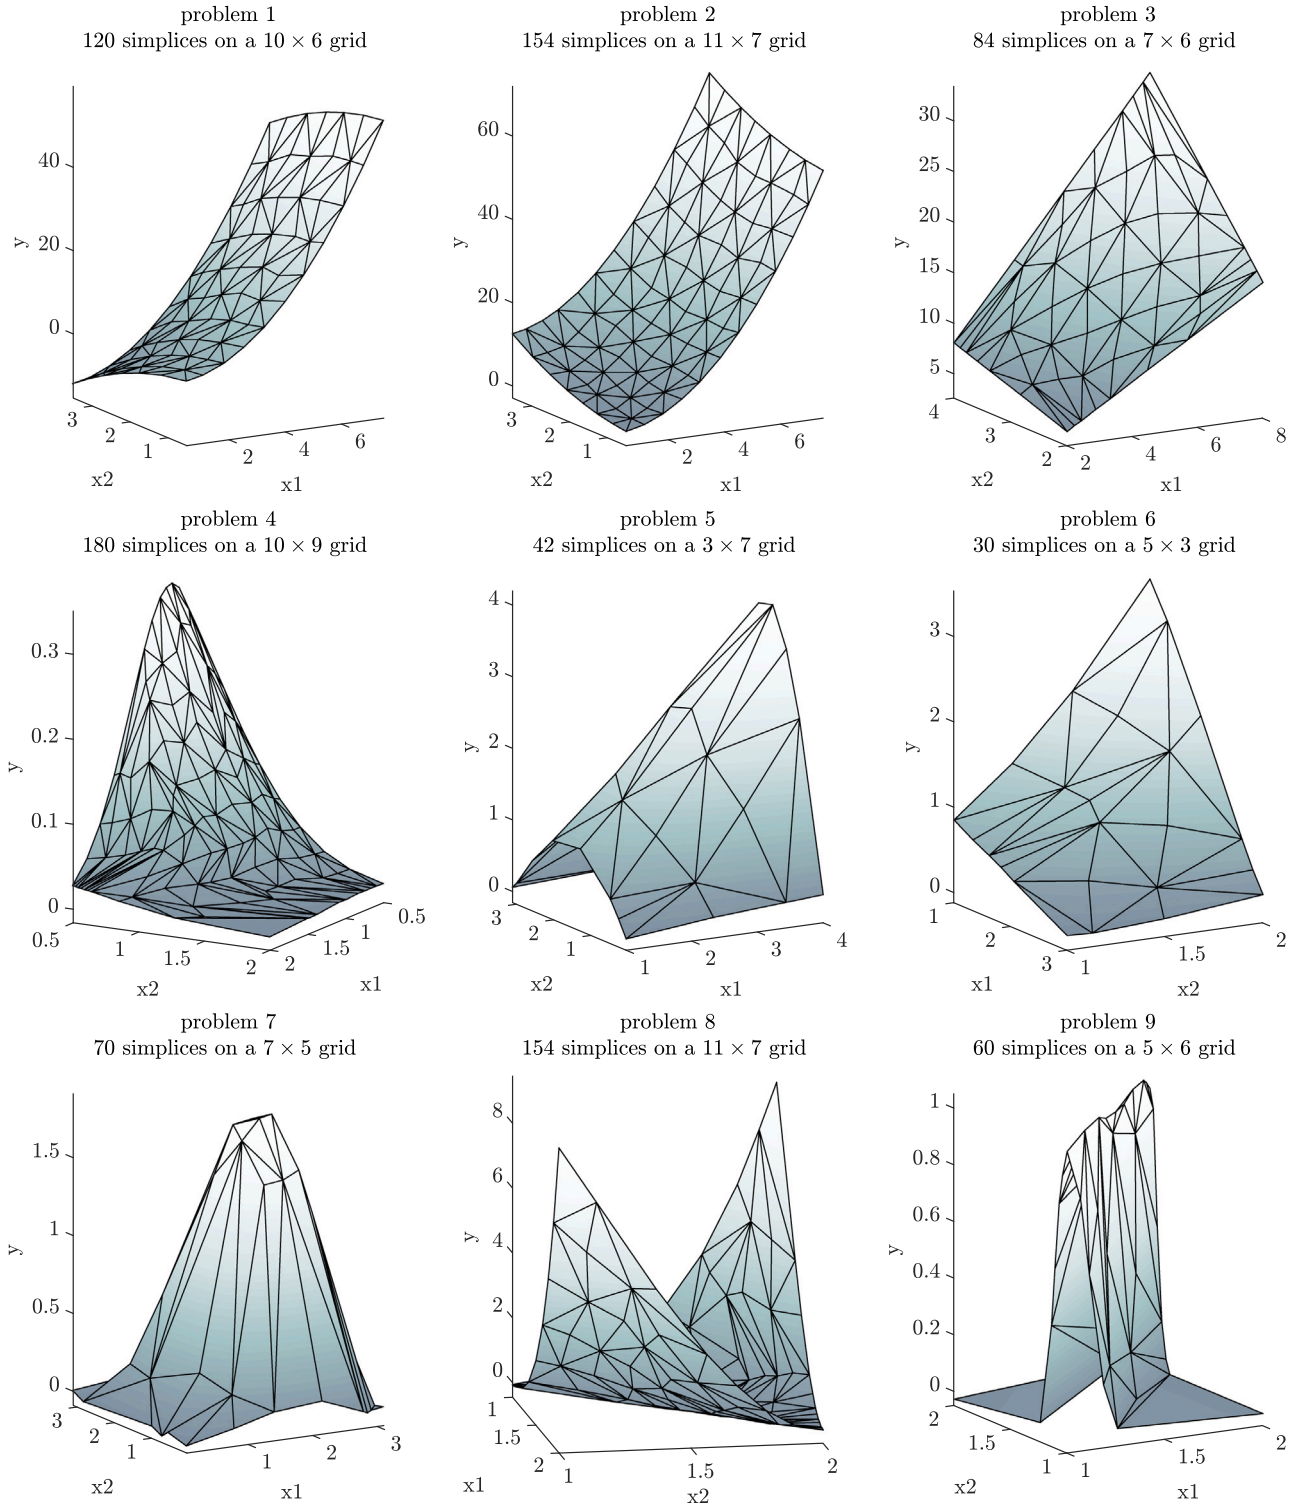 problem 1
120 simplices on a 10 × 6 grid
40
20
0
y
3
2
1
x2
2
4
6
x1
problem 2
154 simplices on a 11 × 7 grid
60
40
20
0
y
3
2
1
x2
2
4
6
x1
problem 3
84 simplices on a 7 × 6 grid
30
25
20
15
10
5
y
4
3
2
x2
2
4
6
8
x1
problem 4
180 simplices on a 10 × 9 grid
0.3
0.2
0.1
0
y
0.5
1
1.5
2
x2
2
1.5
1
0.5
x1
problem 5
42 simplices on a 3 × 7 grid
4
3
2
1
0
y
3
2
1
x2
1
2
3
4
x1
problem 6
30 simplices on a 5 × 3 grid
3
2
1
0
y
1
2
3
x1
1
1.5
2
x2
problem 7
70 simplices on a 7 × 5 grid
1.5
1
0.5
0
y
3
2
1
x2
1
2
3
x1
problem 8
154 simplices on a 11 × 7 grid
8
6
4
2
0
y
1
1.5
2
x1
1
1.5
2
x2
problem 9
60 simplices on a 5 × 6 grid
1
0.8
0.6
0.4
0.2
0
y
2
1.5
1
x2
1
1.5
2
x1